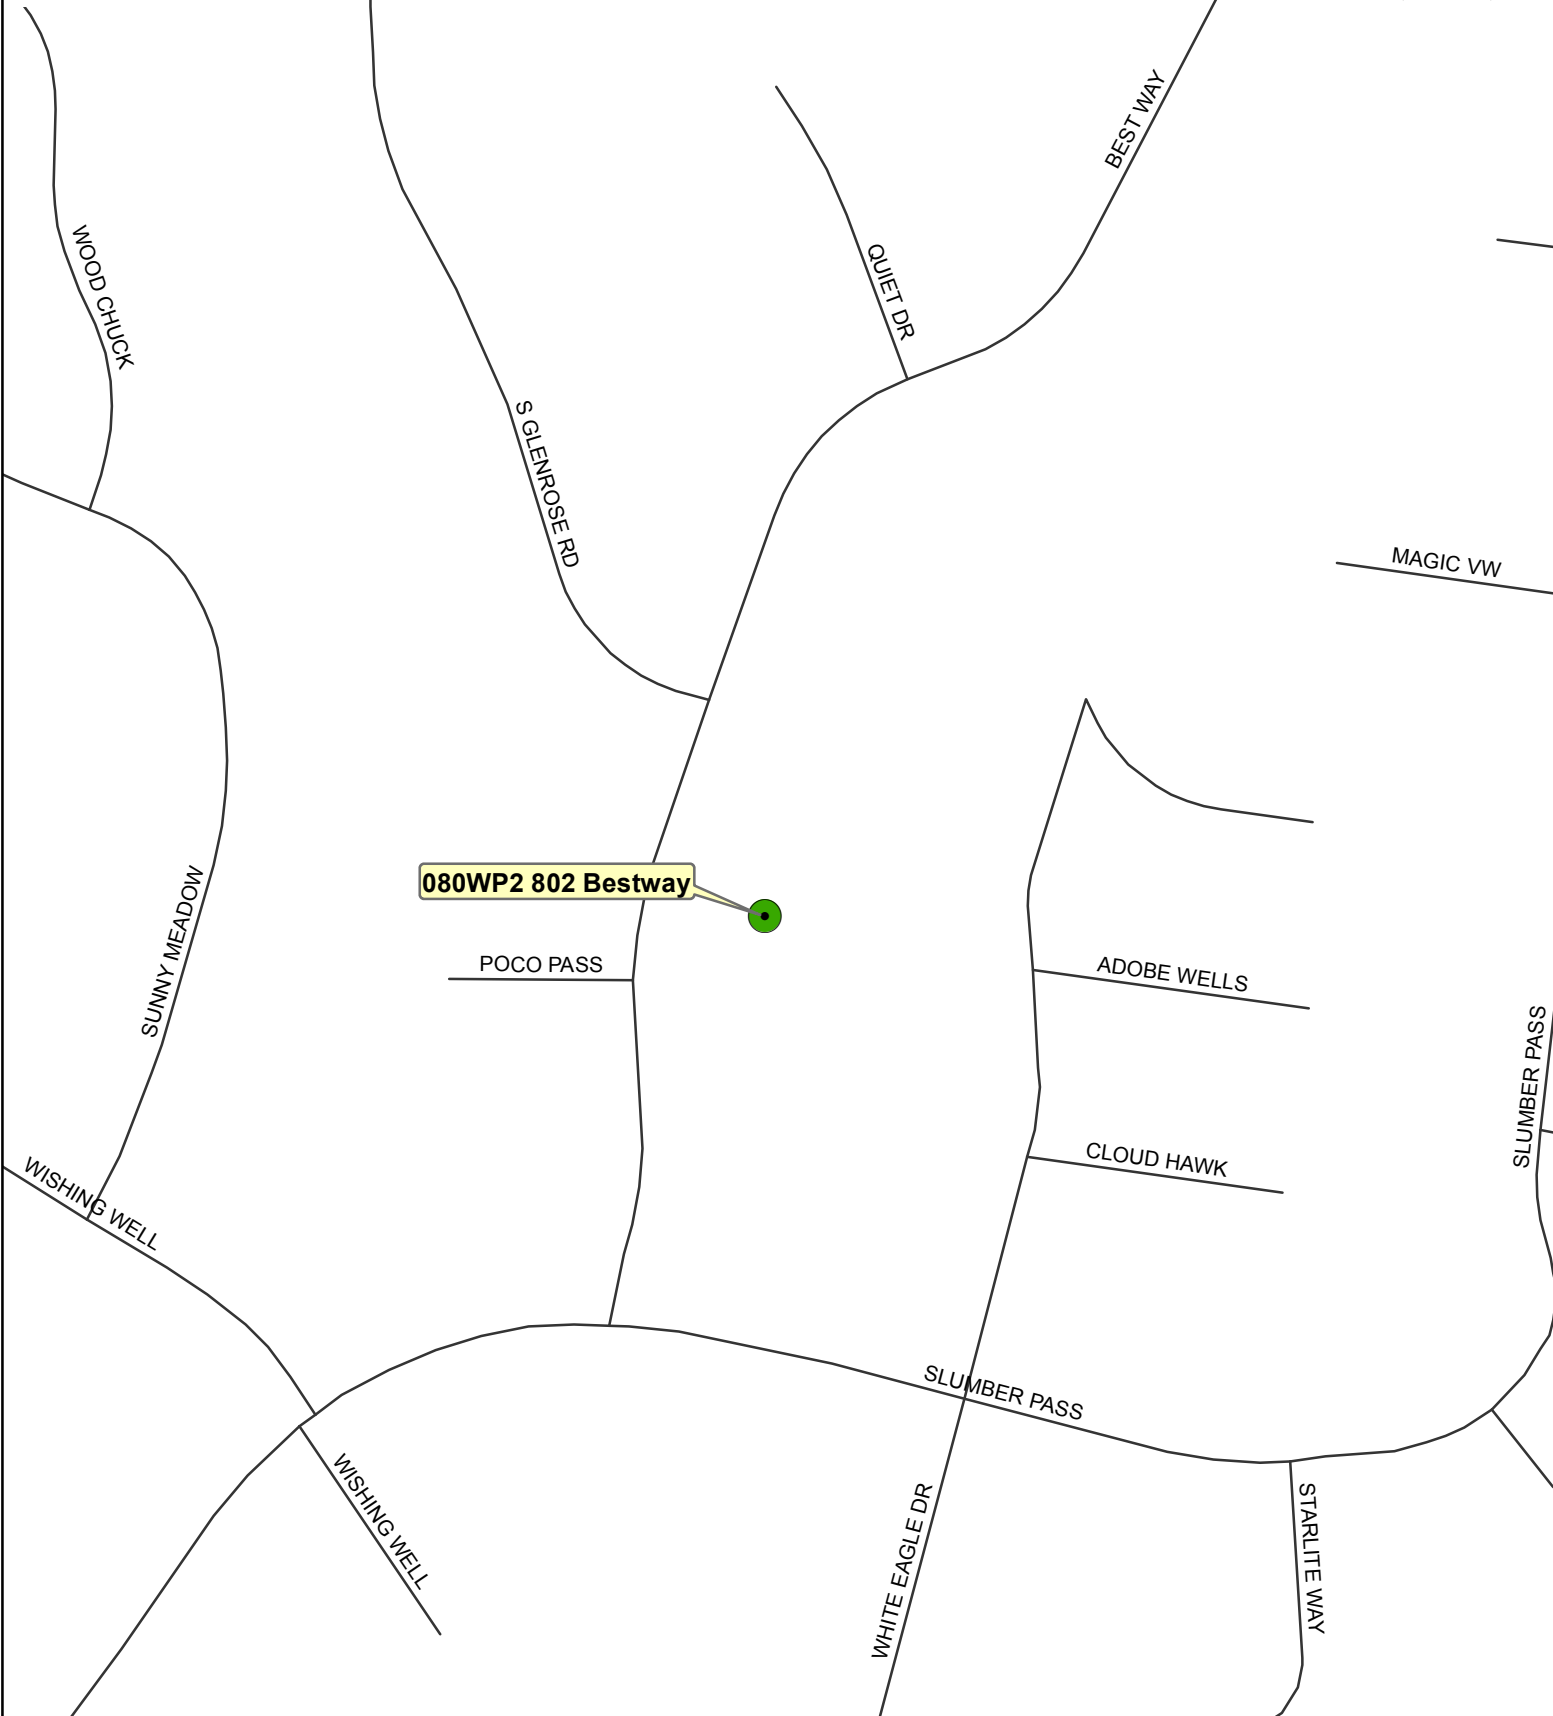 BEST WAY
WOOD CHUCK
QUIET DR
S GLENROSE RD
MAGIC VW
080WP2 802 Bestway
SUNNY MEADOW
POCO PASS
ADOBE WELLS
SLUMBER PASS
CLOUD HAWK
WISHING WELL
SLUMBER PASS
WISHING WELL
WHITE EAGLE DR
STARLITE WAY